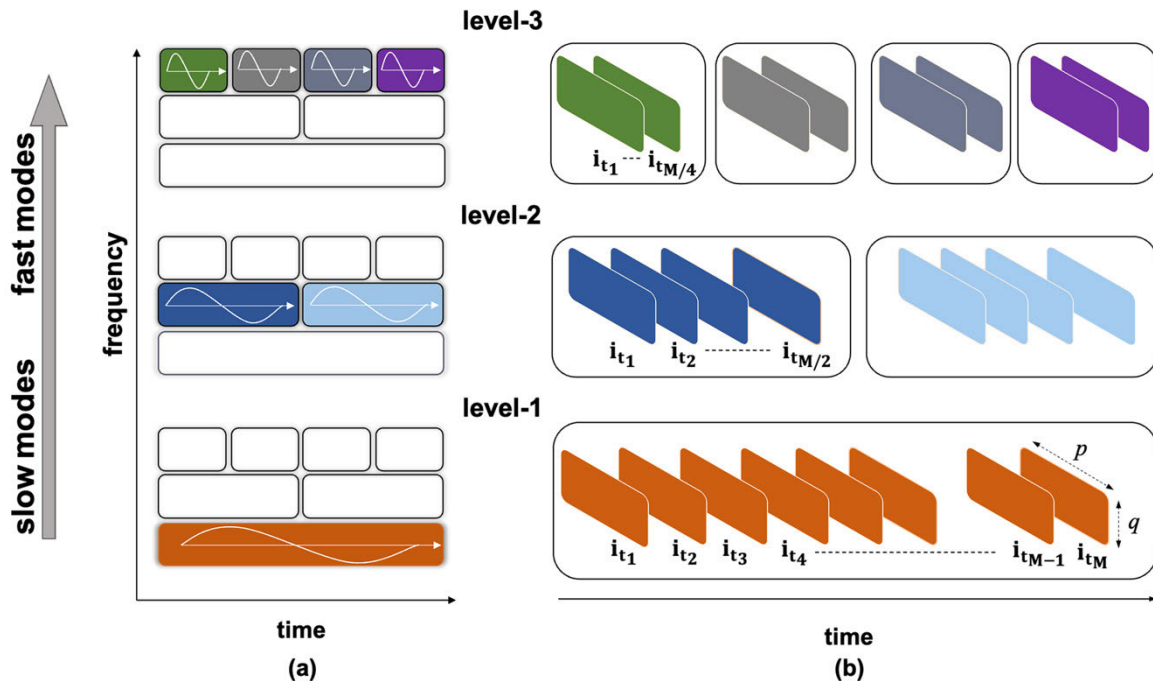 level-3
fast modes
slow modes
frequency
i_{t_1} ---- i_{t_{M/4}}
level-2
i_{t_1} i_{t_2} ------------ i_{t_{M/2}}
level-1
p
q
i_{t_1} i_{t_2} i_{t_3} i_{t_4} ------------------------ i_{t_{M-1}} i_{t_M}
time
time
(a)
(b)